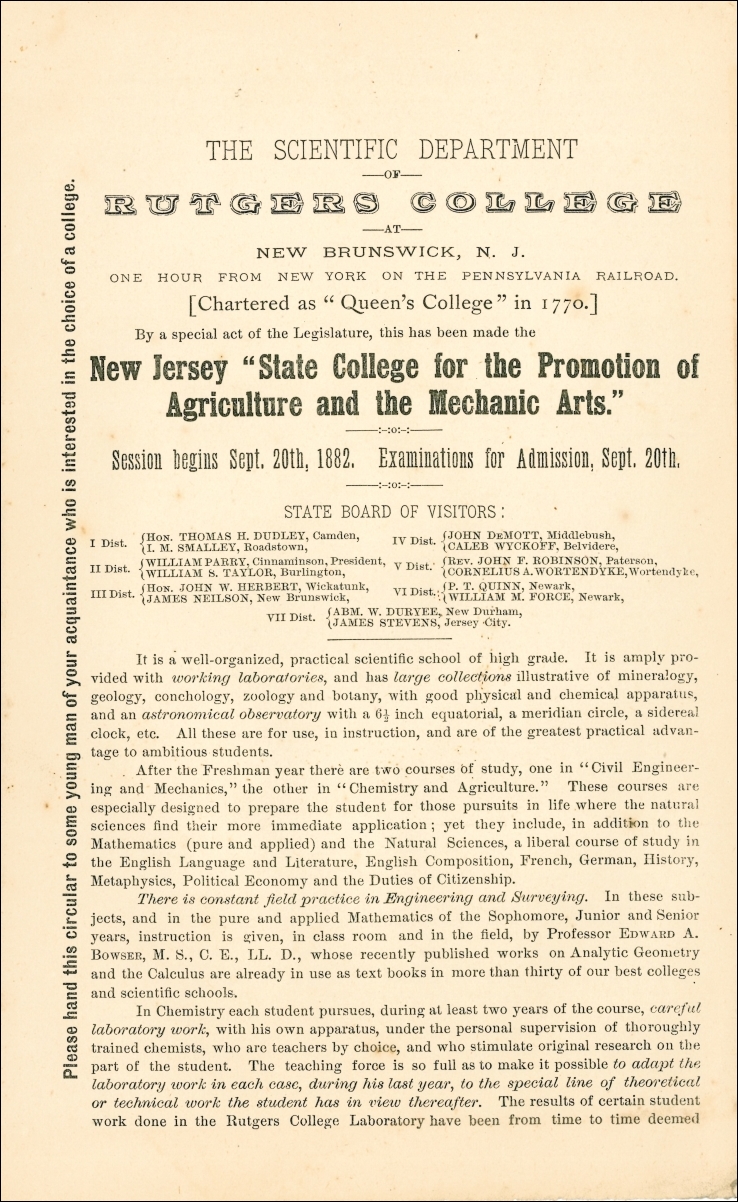 THE SCIENTIFIC DEPARTMENT
—OF—
RUTGERS COLLEGE
—AT—
NEW BRUNSWICK, N. J.
ONE HOUR FROM NEW YORK ON THE PENNSYLVANIA RAILROAD.
[Chartered as “ Queen's College ” in 1770.]
By a special act of the Legislature, this has been made the
New Jersey “State College for the Promotion of
Agriculture and the Mechanic Arts.”
——:-:o:-:——
Session begins Sept. 20th, 1882. Examinations for Admission, Sept. 20th.
——:-:o:-:——
STATE BOARD OF VISITORS:
I Dist. {HON. THOMAS H. DUDLEY, Camden,
{I. M. SMALLEY, Roadstown,
II Dist. {WILLIAM PARRY, Cinnaminson, President,
{WILLIAM S. TAYLOR, Burlington,
III Dist. {HON. JOHN W. HERBERT, Wickatunk,
{JAMES NEILSON, New Brunswick,
IV Dist. {JOHN DEMOTT, Middlebush,
{CALEB WYCKOFF, Belvidere,
V Dist. {REV. JOHN F. ROBINSON, Paterson,
{CORNELIUS A. WORTENDYKE, Wortendyke,
VI Dist. {P. T. QUINN, Newark,
{WILLIAM M. FORCE, Newark,
VII Dist. {ABM. W. DURYEE, New Durham,
{JAMES STEVENS, Jersey City.
It is a well-organized, practical scientific school of high grade. It is amply pro-
vided with working laboratories, and has large collections illustrative of mineralogy,
geology, conchology, zoology and botany, with good physical and chemical apparatus,
and an astronomical observatory with a 6½ inch equatorial, a meridian circle, a sidereal
clock, etc. All these are for use, in instruction, and are of the greatest practical advan-
tage to ambitious students.
After the Freshman year there are two courses of study, one in “Civil Engineer-
ing and Mechanics,” the other in “Chemistry and Agriculture.” These courses are
especially designed to prepare the student for those pursuits in life where the natural
sciences find their more immediate application; yet they include, in addition to the
Mathematics (pure and applied) and the Natural Sciences, a liberal course of study in
the English Language and Literature, English Composition, French, German, History,
Metaphysics, Political Economy and the Duties of Citizenship.
There is constant field practice in Engineering and Surveying. In these sub-
jects, and in the pure and applied Mathematics of the Sophomore, Junior and Senior
years, instruction is given, in class room and in the field, by Professor EDWARD A.
BOWSER, M. S., C. E., LL. D., whose recently published works on Analytic Geometry
and the Calculus are already in use as text books in more than thirty of our best colleges
and scientific schools.
In Chemistry each student pursues, during at least two years of the course, careful
laboratory work, with his own apparatus, under the personal supervision of thoroughly
trained chemists, who are teachers by choice, and who stimulate original research on the
part of the student. The teaching force is so full as to make it possible to adapt the
laboratory work in each case, during his last year, to the special line of theoretical
or technical work the student has in view thereafter. The results of certain student
work done in the Rutgers College Laboratory have been from time to time deemed
Please hand this circular to some young man of your acquaintance who is interested in the choice of a college.